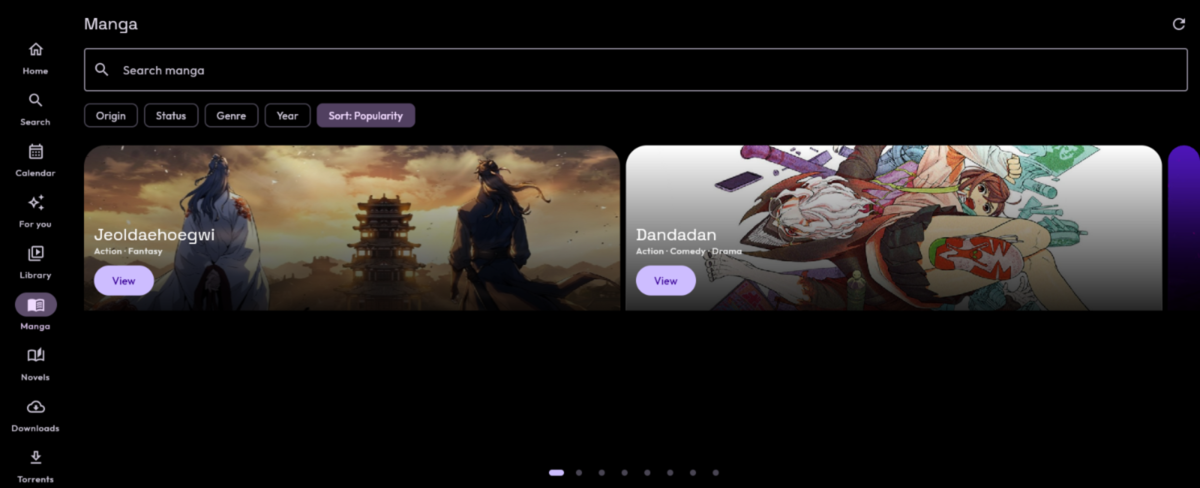 Manga
Search manga
Origin
Status
Genre
Year
Sort: Popularity
Home
Search
Calendar
For you
Library
Manga
Novels
Downloads
Torrents
Jeoldaehoegwi
Action · Fantasy
View
Dandadan
Action · Comedy · Drama
View